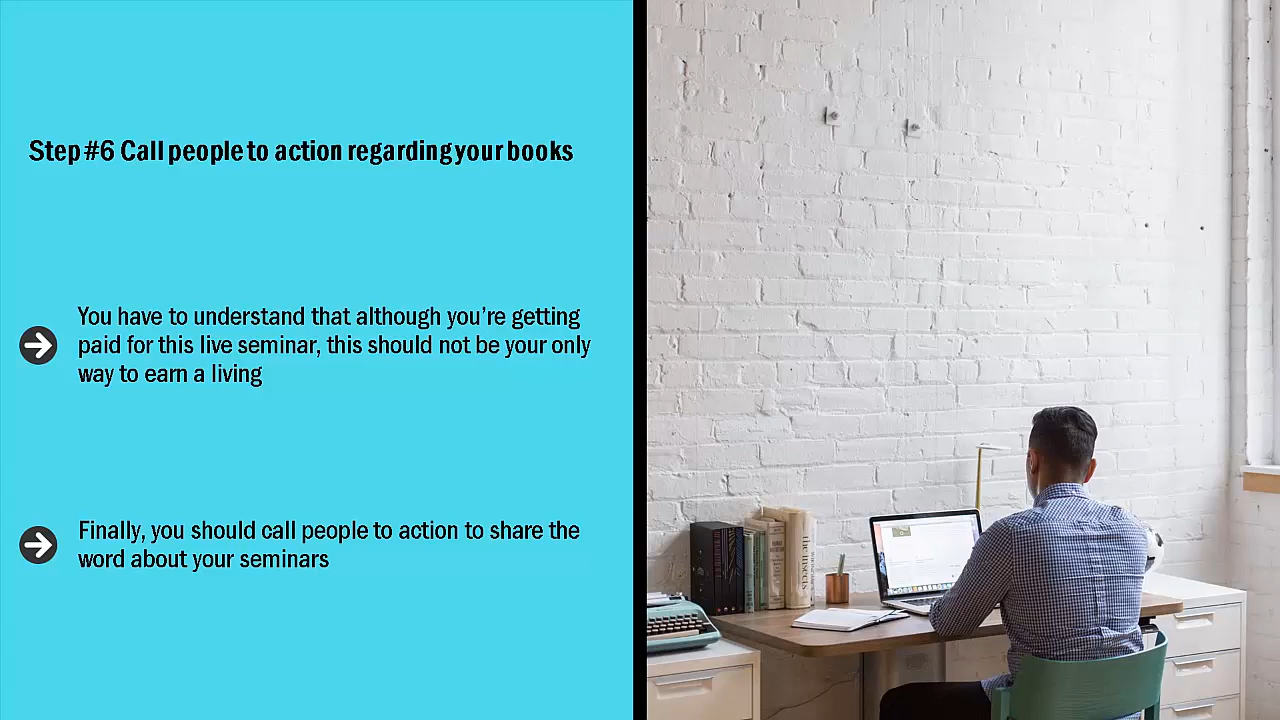 Step #6 Call people to action regarding your books
You have to understand that although you're getting
paid for this live seminar, this should not be your only
way to earn a living
Finally, you should call people to action to share the
word about your seminars